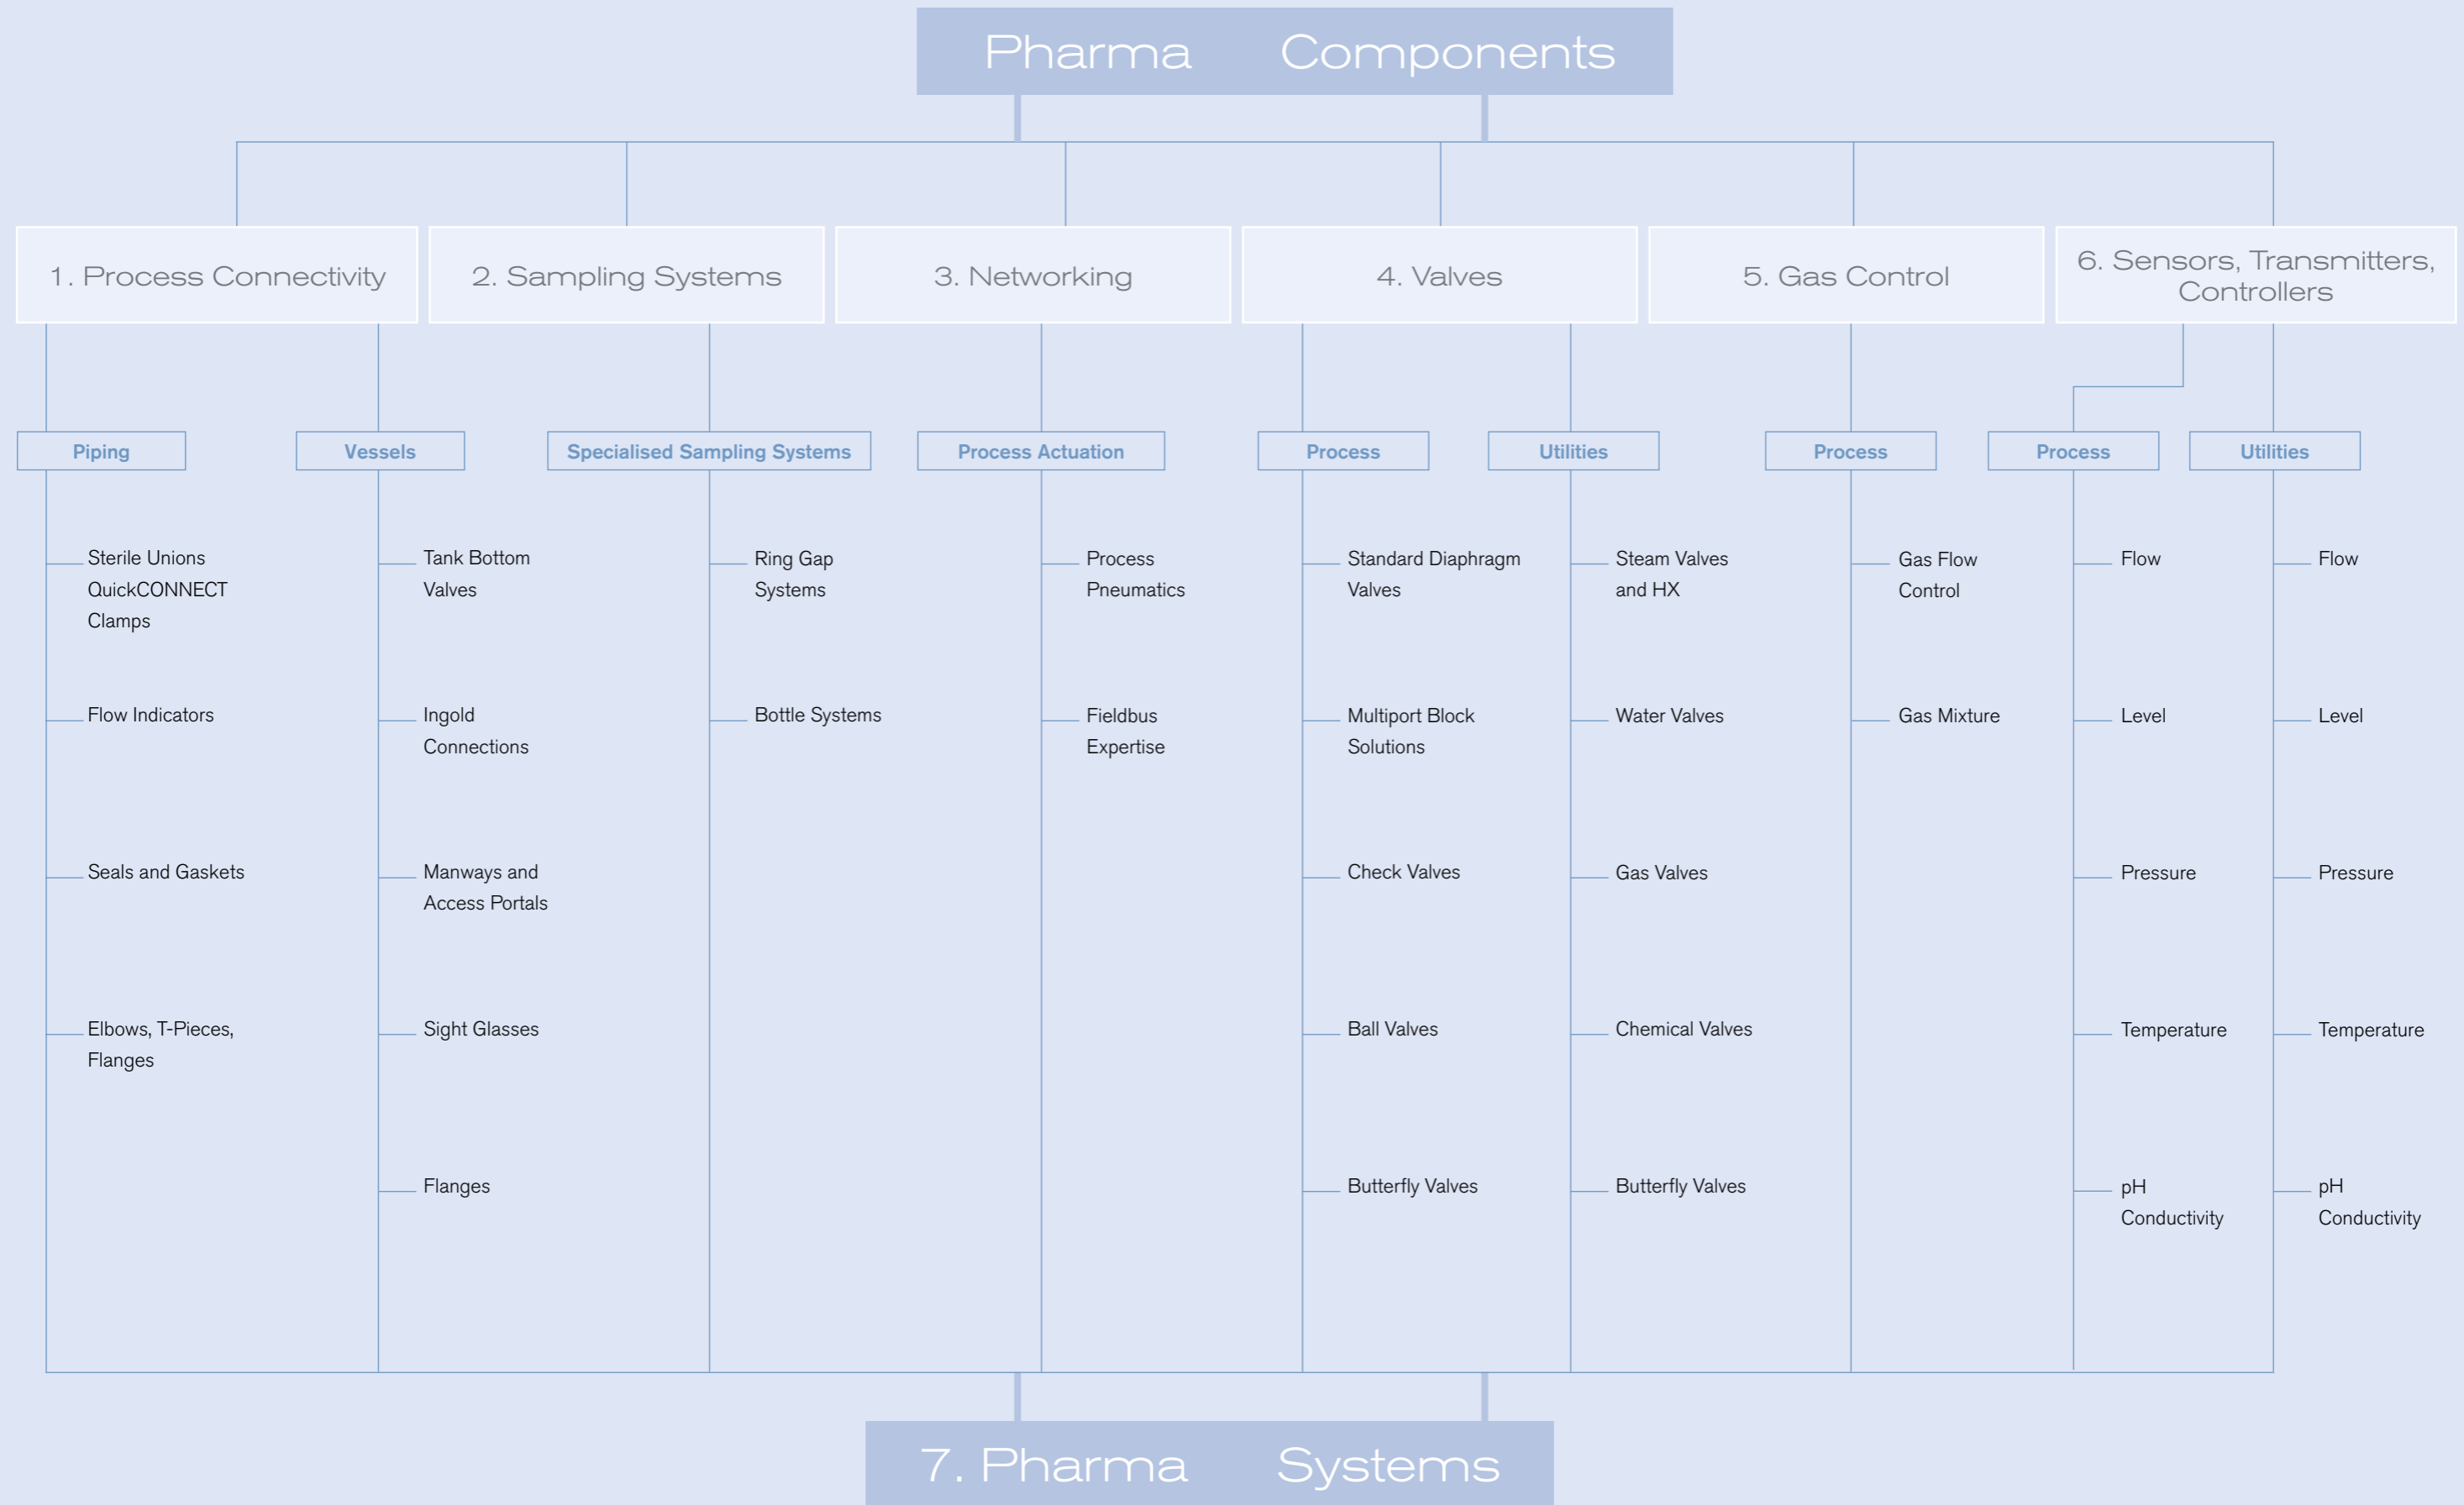 Pharma Components
1. Process Connectivity
2. Sampling Systems
3. Networking
4. Valves
5. Gas Control
6. Sensors, Transmitters,
Controllers
Piping
Sterile Unions
QuickCONNECT
Clamps
Flow Indicators
Seals and Gaskets
Elbows, T-Pieces,
Flanges
Vessels
Tank Bottom
Valves
Ingold
Connections
Manways and
Access Portals
Sight Glasses
Flanges
Specialised Sampling Systems
Ring Gap
Systems
Bottle Systems
Process Actuation
Process
Pneumatics
Fieldbus
Expertise
Process
Standard Diaphragm
Valves
Multiport Block
Solutions
Check Valves
Ball Valves
Butterfly Valves
Utilities
Steam Valves
and HX
Water Valves
Gas Valves
Chemical Valves
Butterfly Valves
Process
Gas Flow
Control
Gas Mixture
Process
Flow
Level
Pressure
Temperature
pH
Conductivity
Utilities
Flow
Level
Pressure
Temperature
pH
Conductivity
7. Pharma Systems